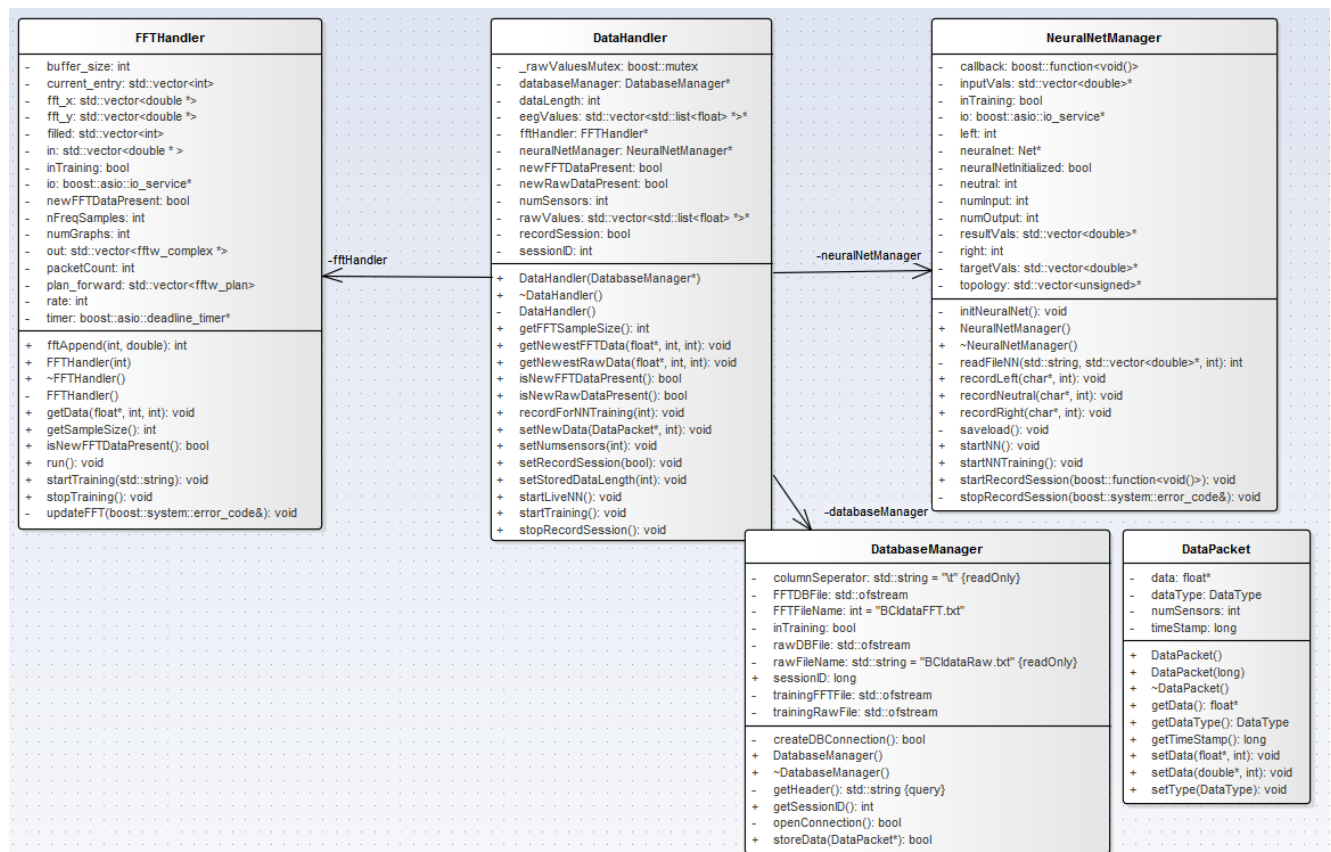 FFTHandler
- buffer_size: int
- current_entry: std::vector<int>
- fft_x: std::vector<double *>
- fft_y: std::vector<double *>
- filled: std::vector<int>
- in: std::vector<double * >
- inTraining: bool
- io: boost::asio::io_service*
- newFFTDataPresent: bool
- nFreqSamples: int
- numGraphs: int
- out: std::vector<fftw_complex *>
- packetCount: int
- plan_forward: std::vector<fftw_plan>
- rate: int
- timer: boost::asio::deadline_timer*
+ fftAppend(int, double): int
+ FFTHandler(int)
+ ~FFTHandler()
- FFTHandler()
+ getData(float*, int, int): void
+ getSampleSize(): int
+ isNewFFTDataPresent(): bool
+ run(): void
+ startTraining(std::string): void
+ stopTraining(): void
- updateFFT(boost::system::error_code&): void
-fftHandler
DataHandler
- _rawValuesMutex: boost::mutex
- databaseManager: DatabaseManager*
- dataLength: int
- eegValues: std::vector<std::list<float> *>*
- fftHandler: FFTHandler*
- neuralNetManager: NeuralNetManager*
- newFFTDataPresent: bool
- newRawDataPresent: bool
- numSensors: int
- rawValues: std::vector<std::list<float> *>*
- recordSession: bool
- sessionID: int
+ DataHandler(DatabaseManager*)
+ ~DataHandler()
- DataHandler()
+ getFFTSampleSize(): int
+ getNewestFFTData(float*, int, int): void
+ getNewestRawData(float*, int, int): void
+ isNewFFTDataPresent(): bool
+ isNewRawDataPresent(): bool
+ recordForNNTraining(int): void
+ setNewData(DataPacket*, int): void
+ setNumsensors(int): void
+ setRecordSession(bool): void
+ setStoredDataLength(int): void
+ startLiveNN(): void
+ startTraining(): void
+ stopRecordSession(): void
-neuralNetManager
NeuralNetManager
- callback: boost::function<void()>
- inputVals: std::vector<double>*
- inTraining: bool
- io: boost::asio::io_service*
- left: int
- neuralnet: Net*
- neuralNetInitialized: bool
- neutral: int
- numInput: int
- numOutput: int
- resultVals: std::vector<double>*
- right: int
- targetVals: std::vector<double>*
- topology: std::vector<unsigned>*
- initNeuralNet(): void
+ NeuralNetManager()
+ ~NeuralNetManager()
- readFileNN(std::string, std::vector<double>*, int): int
+ recordLeft(char*, int): void
+ recordNeutral(char*, int): void
+ recordRight(char*, int): void
- saveload(): void
+ startNN(): void
+ startNNTraining(): void
+ startRecordSession(boost::function<void()>): void
- stopRecordSession(boost::system::error_code&): void
-databaseManager
DatabaseManager
- columnSeperator: std::string = "\t" {readOnly}
- FFTDBFile: std::ofstream
- FFTFileName: int = "BCIdataFFT.txt"
- inTraining: bool
- rawDBFile: std::ofstream
- rawFileName: std::string = "BCIdataRaw.txt" {readOnly}
+ sessionID: long
- trainingFFTFile: std::ofstream
- trainingRawFile: std::ofstream
- createDBConnection(): bool
+ DatabaseManager()
+ ~DatabaseManager()
- getHeader(): std::string {query}
+ getSessionID(): int
- openConnection(): bool
+ storeData(DataPacket*): bool
DataPacket
- data: float*
- dataType: DataType
- numSensors: int
- timeStamp: long
+ DataPacket()
+ DataPacket(long)
+ ~DataPacket()
+ getData(): float*
+ getDataType(): DataType
+ getTimeStamp(): long
+ setData(float*, int): void
+ setData(double*, int): void
+ setType(DataType): void